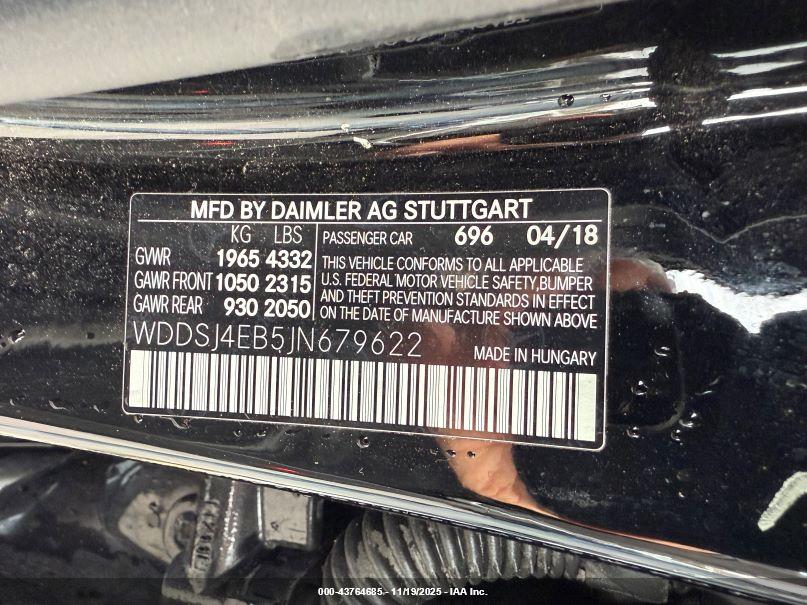 MFD BY DAIMLER AG STUTTGART
KG LBS
GVWR 1965 4332
GAWR FRONT 1050 2315
GAWR REAR 930 2050
PASSENGER CAR 696 04/18
THIS VEHICLE CONFORMS TO ALL APPLICABLE
U.S. FEDERAL MOTOR VEHICLE SAFETY,BUMPER
AND THEFT PREVENTION STANDARDS IN EFFECT
ON THE DATE OF MANUFACTURE SHOWN ABOVE
WDDSJ4EB5JN679622
MADE IN HUNGARY
000-43764685 - 11/19/2025 - IAA Inc.